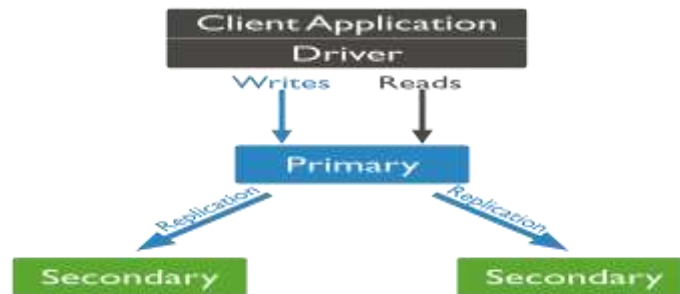 Client Application
Driver
Writes Reads
Primary
Replication Replication
Secondary Secondary